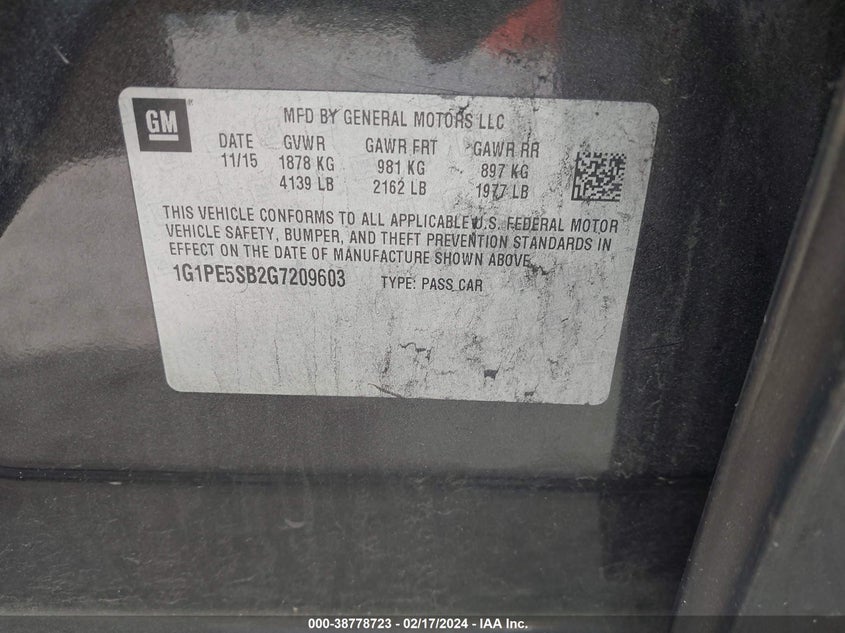 GM
MFD BY GENERAL MOTORS LLC
DATE GVWR GAWR FRT GAWR RR
11/15 1878 KG 981 KG 897 KG
4139 LB 2162 LB 1977 LB
THIS VEHICLE CONFORMS TO ALL APPLICABLE U.S. FEDERAL MOTOR
VEHICLE SAFETY, BUMPER, AND THEFT PREVENTION STANDARDS IN
EFFECT ON THE DATE OF MANUFACTURE SHOWN ABOVE.
1G1PE5SB2G7209603 TYPE: PASS CAR
000-38778723 - 02/17/2024 - IAA Inc.